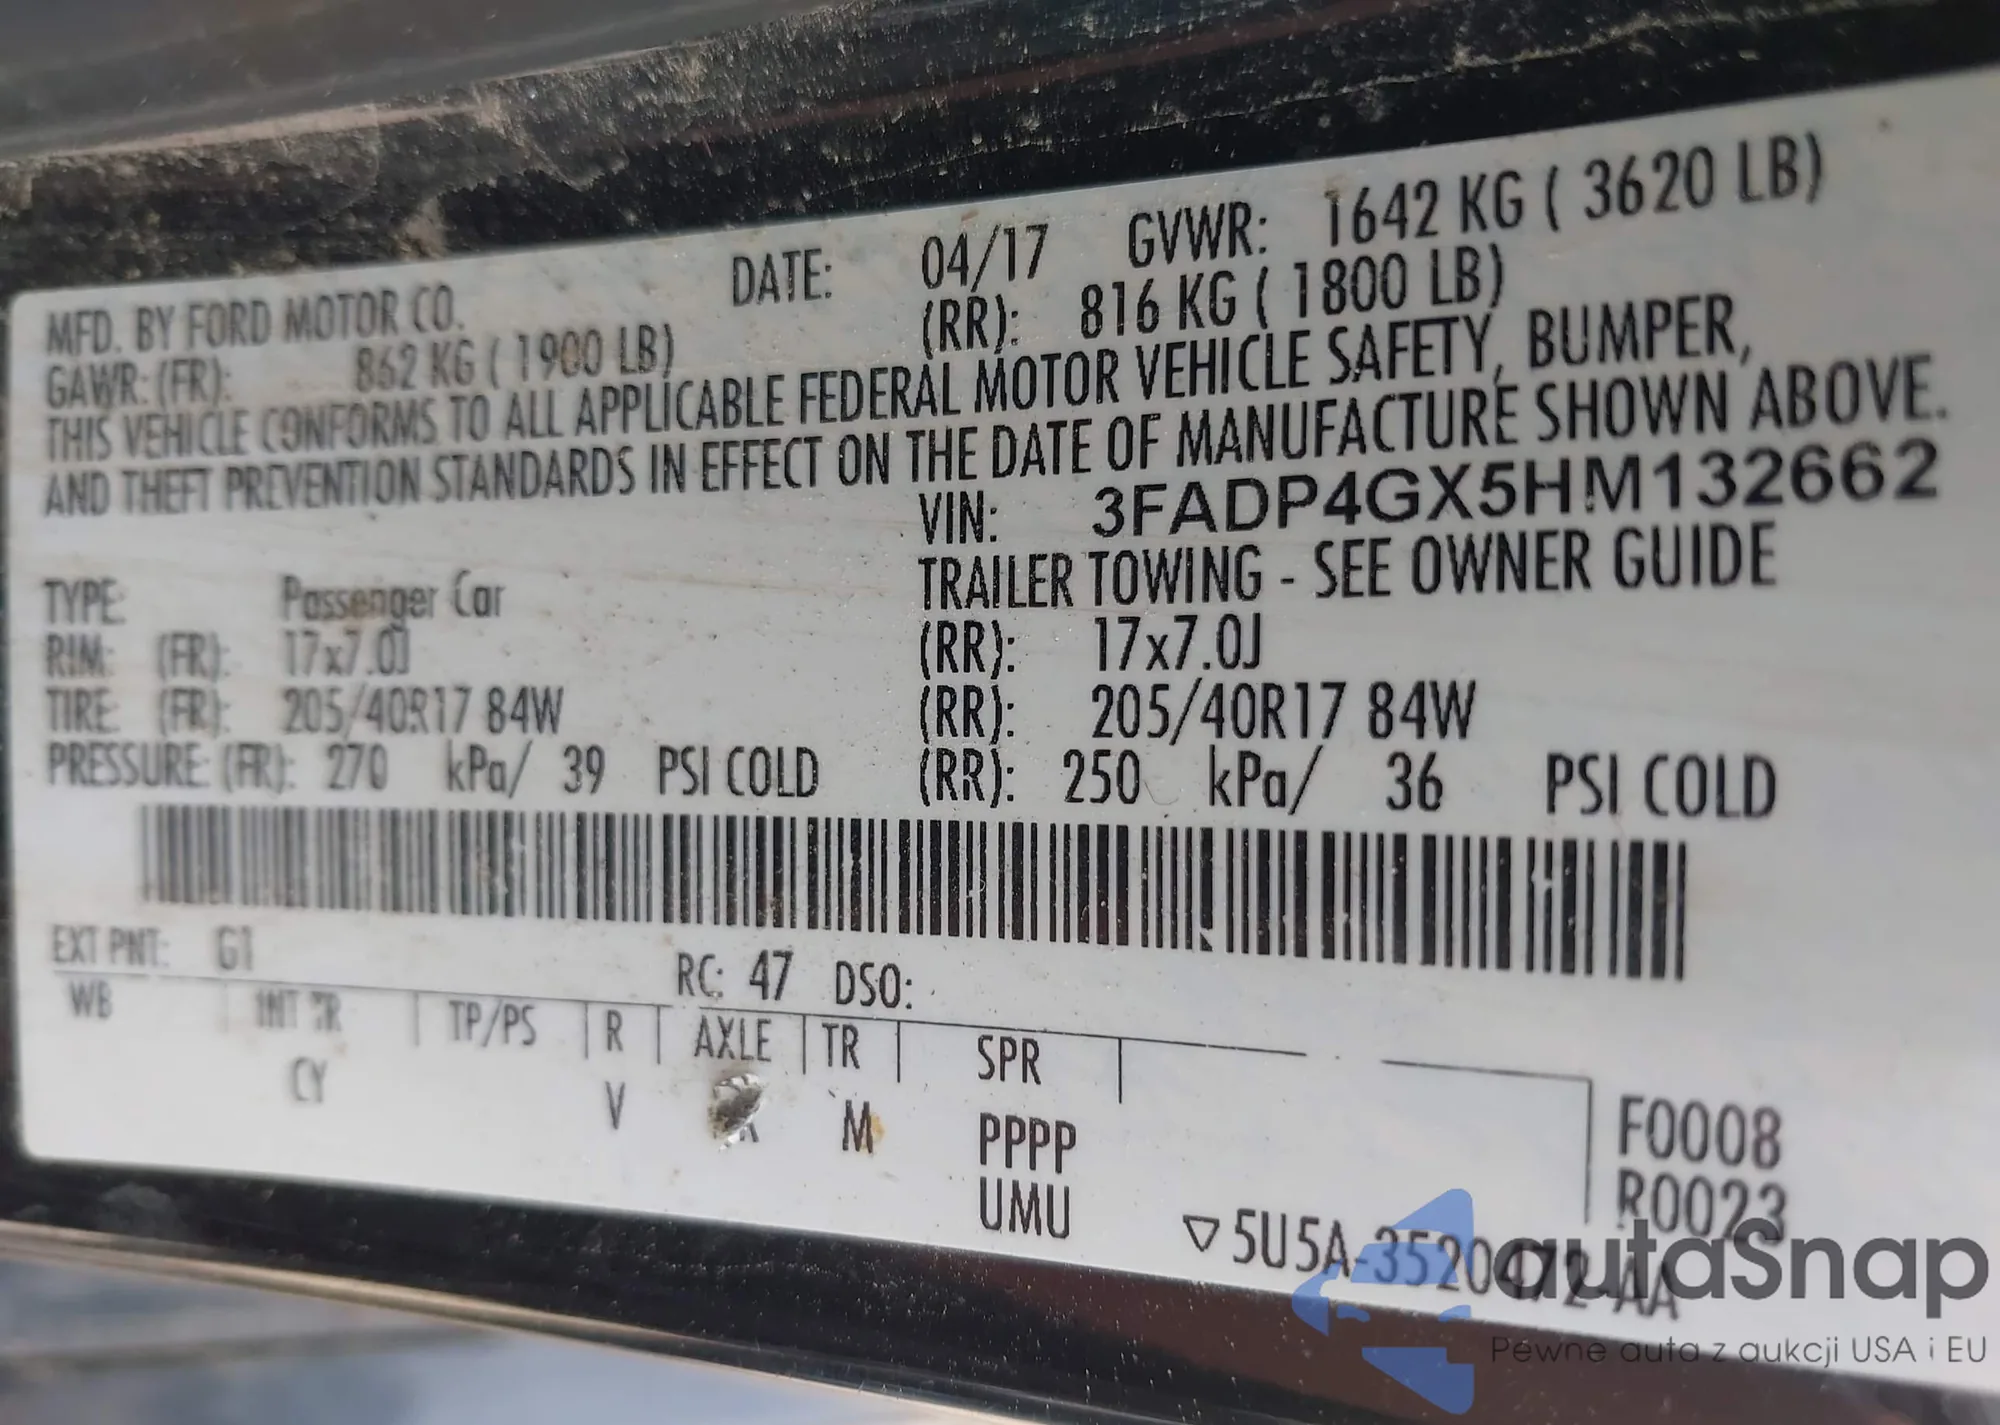 MFD. BY FORD MOTOR CO. DATE: 04/17 GVWR: 1642 KG ( 3620 LB)
GAWR: (FR): 862 KG ( 1900 LB) (RR): 816 KG ( 1800 LB)
THIS VEHICLE CONFORMS TO ALL APPLICABLE FEDERAL MOTOR VEHICLE SAFETY, BUMPER,
AND THEFT PREVENTION STANDARDS IN EFFECT ON THE DATE OF MANUFACTURE SHOWN ABOVE.
VIN: 3FADP4GX5HM132662
TYPE: Passenger Car TRAILER TOWING - SEE OWNER GUIDE
RIM: (FR): 17x7.0J (RR): 17x7.0J
TIRE: (FR): 205/40R17 84W (RR): 205/40R17 84W
PRESSURE: (FR): 270 kPa/ 39 PSI COLD (RR): 250 kPa/ 36 PSI COLD
EXT PNT: G1 RC: 47 DSO:
WB INT TR TP/PS R AXLE TR SPR
CY V M PPPP
UMU
F0008
R0023
5U5A-3520472-AA
autaSnap
Pewne auta z aukcji USA i EU